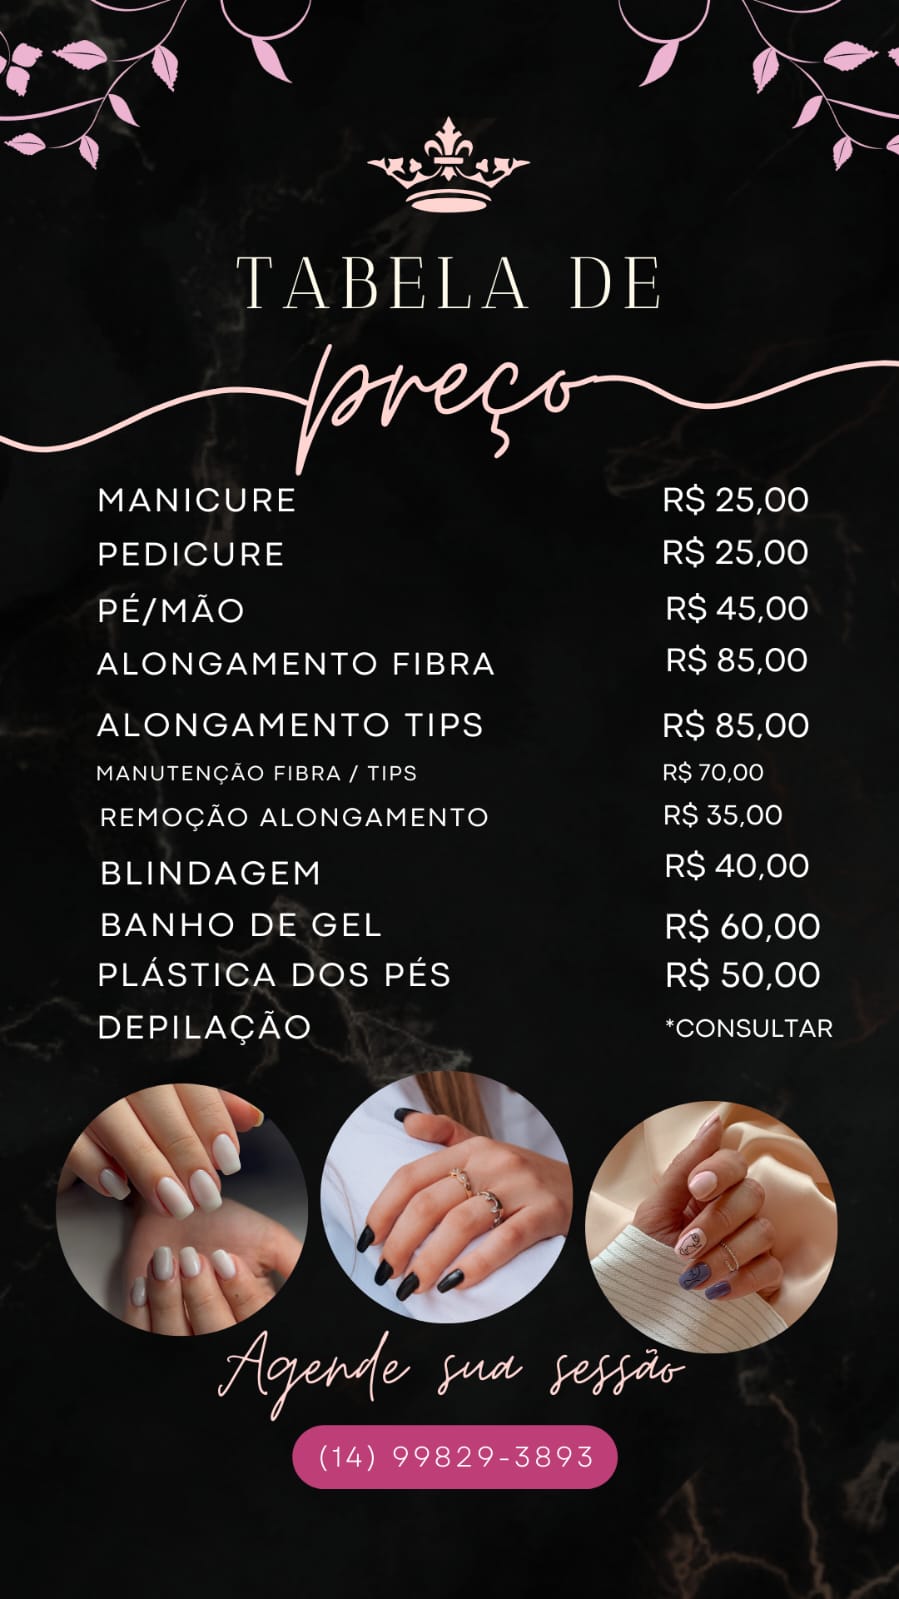 TABELA DE
preço
MANICURE R$ 25,00
PEDICURE R$ 25,00
PÉ/MÃO R$ 45,00
ALONGAMENTO FIBRA R$ 85,00
ALONGAMENTO TIPS R$ 85,00
MANUTENÇÃO FIBRA / TIPS R$ 70,00
REMOÇÃO ALONGAMENTO R$ 35,00
BLINDAGEM R$ 40,00
BANHO DE GEL R$ 60,00
PLÁSTICA DOS PÉS R$ 50,00
DEPILAÇÃO *CONSULTAR
Agende sua sessão
(14) 99829-3893